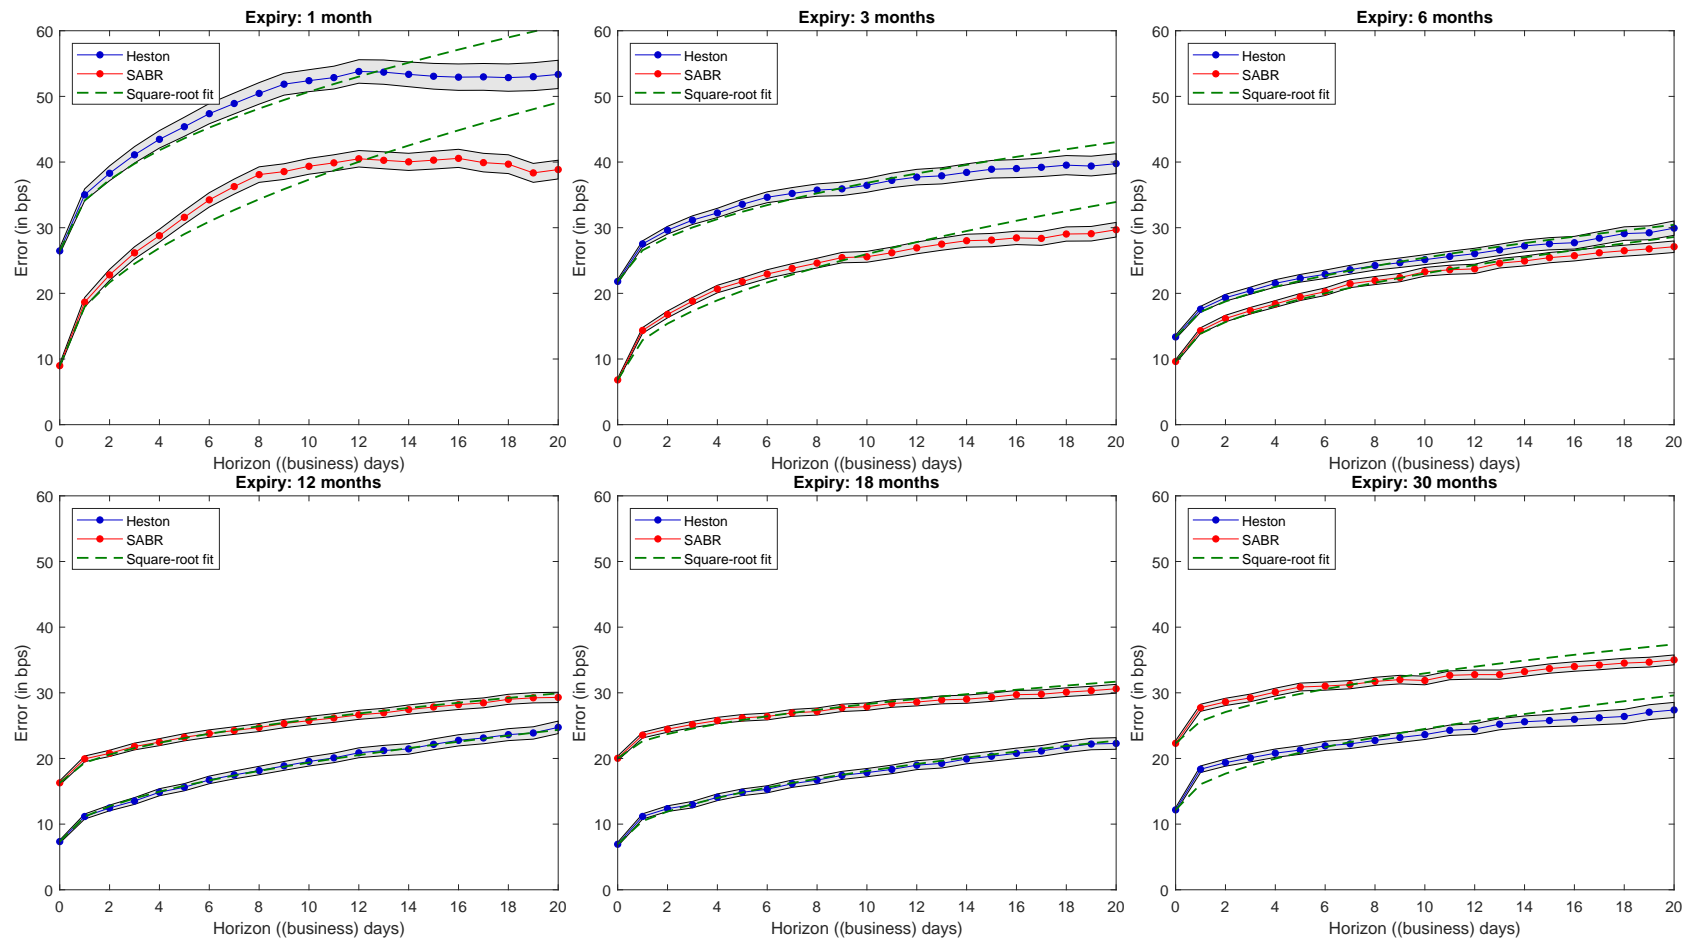 Expiry: 1 month
60
50
40
30
20
10
0
Error (in bps)
Heston
SABR
Square-root fit
0 2 4 6 8 10 12 14 16 18 20
Horizon ((business) days)
Expiry: 3 months
60
50
40
30
20
10
0
Error (in bps)
Heston
SABR
Square-root fit
0 2 4 6 8 10 12 14 16 18 20
Horizon ((business) days)
Expiry: 6 months
60
50
40
30
20
10
0
Error (in bps)
Heston
SABR
Square-root fit
0 2 4 6 8 10 12 14 16 18 20
Horizon ((business) days)
Expiry: 12 months
60
50
40
30
20
10
0
Error (in bps)
Heston
SABR
Square-root fit
0 2 4 6 8 10 12 14 16 18 20
Horizon ((business) days)
Expiry: 18 months
60
50
40
30
20
10
0
Error (in bps)
Heston
SABR
Square-root fit
0 2 4 6 8 10 12 14 16 18 20
Horizon ((business) days)
Expiry: 30 months
60
50
40
30
20
10
0
Error (in bps)
Heston
SABR
Square-root fit
0 2 4 6 8 10 12 14 16 18 20
Horizon ((business) days)